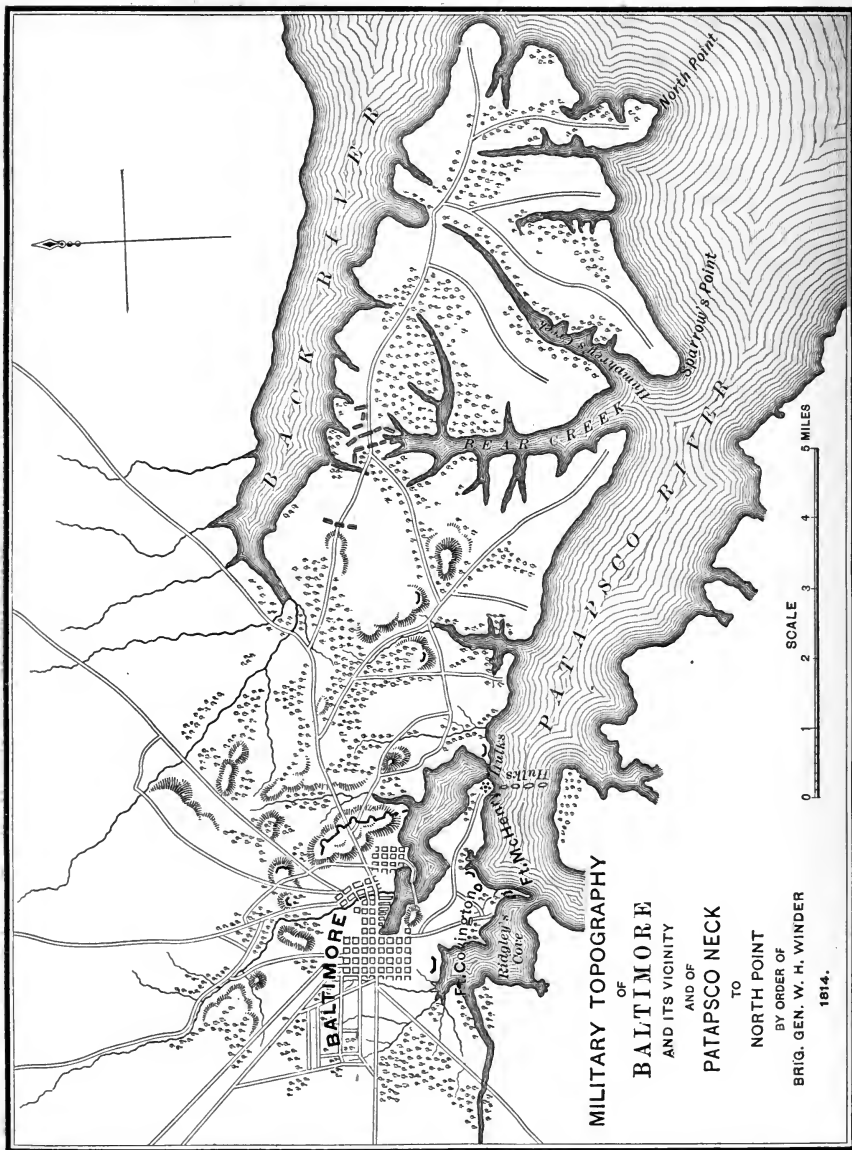 MILITARY TOPOGRAPHY
OF
BALTIMORE
AND ITS VICINITY
AND OF
PATAPSCO NECK
TO
NORTH POINT
BY ORDER OF
BRIG. GEN. W. H. WINDER
1814.
BALTIMORE
Ft. Covington
Ridgley's
Cove
Ft. McHenry
Hulks
Hulks
PATAPSCO RIVER
BACK RIVER
BEAR CREEK
Humphrey's Creek
Sparrow's Point
North Point
SCALE
0 1 2 3 4 5 MILES